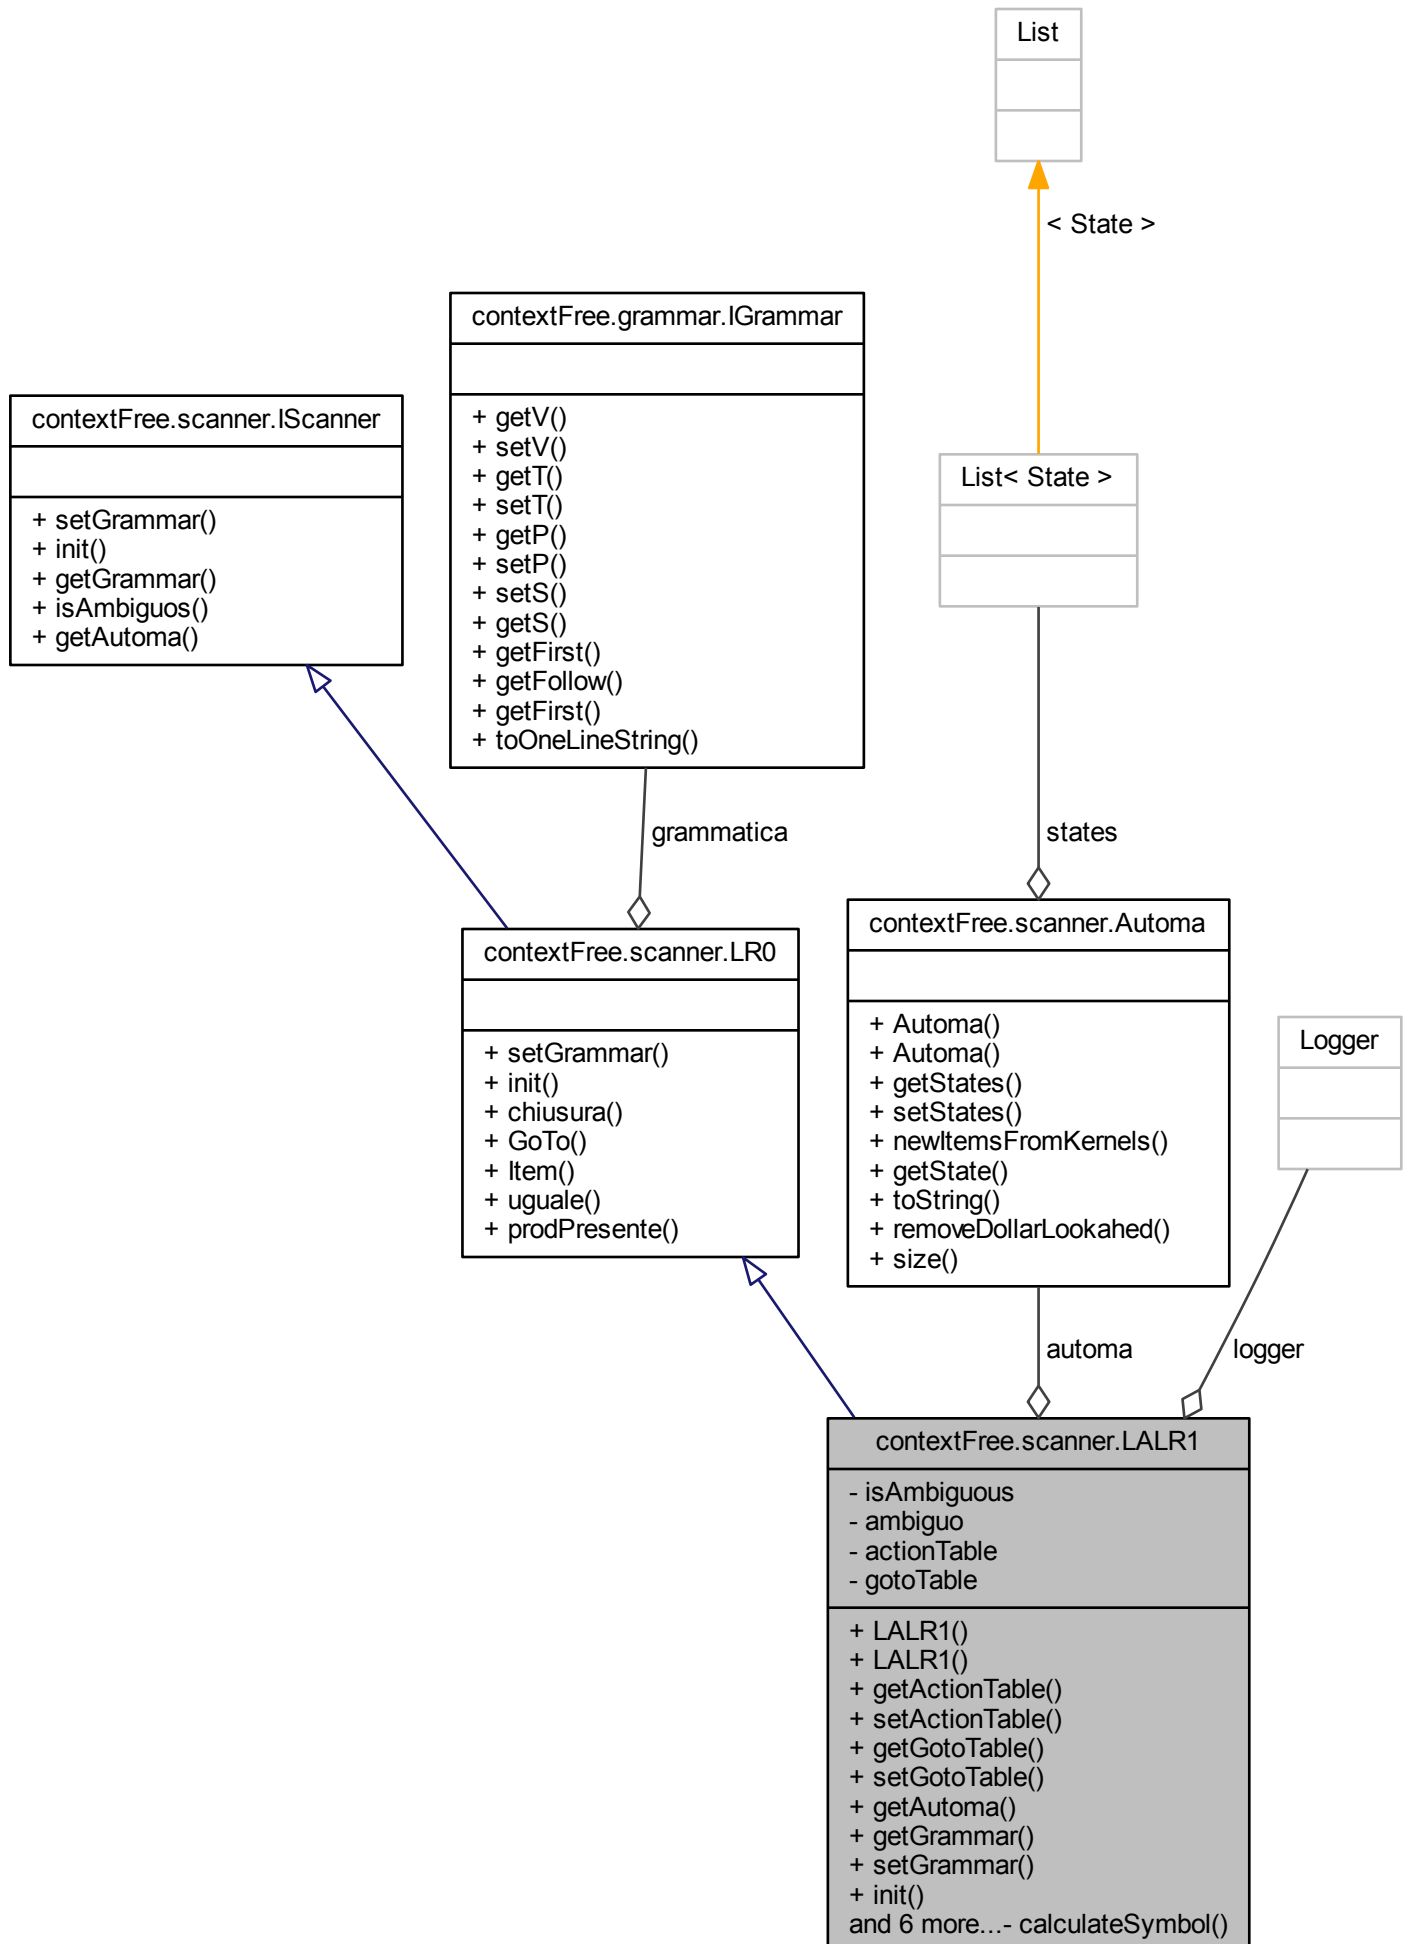 List
< State >
contextFree.grammar.IGrammar
+ getV()
+ setV()
+ getT()
+ setT()
+ getP()
+ setP()
+ setS()
+ getS()
+ getFirst()
+ getFollow()
+ getFirst()
+ toOneLineString()
contextFree.scanner.IScanner
+ setGrammar()
+ init()
+ getGrammar()
+ isAmbiguos()
+ getAutoma()
List< State >
grammatica
states
contextFree.scanner.LR0
+ setGrammar()
+ init()
+ chiusura()
+ GoTo()
+ Item()
+ uguale()
+ prodPresente()
contextFree.scanner.Automa
+ Automa()
+ Automa()
+ getStates()
+ setStates()
+ newItemsFromKernels()
+ getState()
+ toString()
+ removeDollarLookahed()
+ size()
Logger
automa
logger
contextFree.scanner.LALR1
- isAmbiguous
- ambiguo
- actionTable
- gotoTable
+ LALR1()
+ LALR1()
+ getActionTable()
+ setActionTable()
+ getGotoTable()
+ setGotoTable()
+ getAutoma()
+ getGrammar()
+ setGrammar()
+ init()
and 6 more...- calculateSymbol()